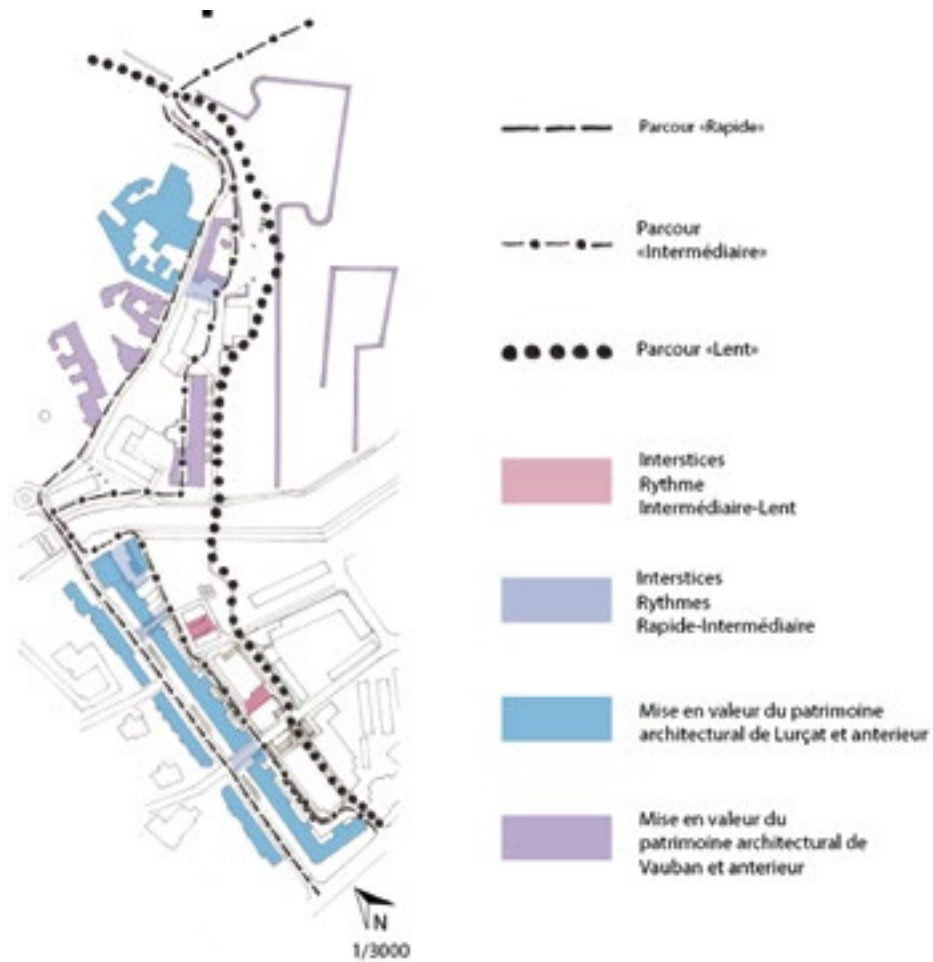 Parcour «Rapide»
Parcour
«Intermédiaire»
Parcour «Lent»
Interstices
Rythme
Intermédiaire-Lent
Interstices
Rythmes
Rapide-Intermédiaire
Mise en valeur du patrimoine
architectural de Lurçat et anterieur
Mise en valeur du
patrimoine architectural de
Vauban et anterieur
N
1/3000